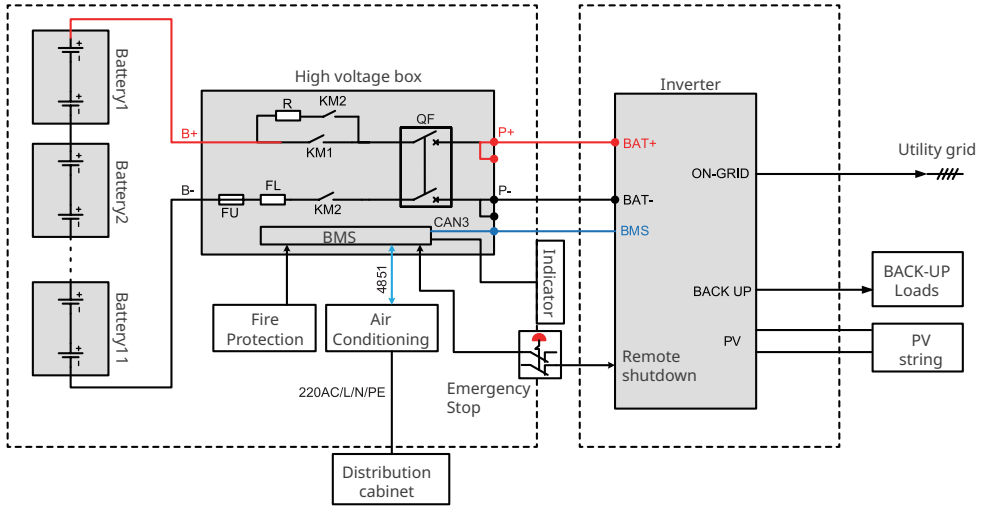 Battery1
Battery2
Battery11
High voltage box
B+
R
KM2
KM1
QF
P+
B-
FU
FL
KM2
P-
CAN3
BMS
4851
Fire
Protection
Air
Conditioning
220AC/L/N/PE
Distribution
cabinet
Indicator
Emergency
Stop
Inverter
BAT+
BAT-
BMS
ON-GRID
BACK UP
PV
Remote
shutdown
Utility grid
BACK-UP
Loads
PV
string